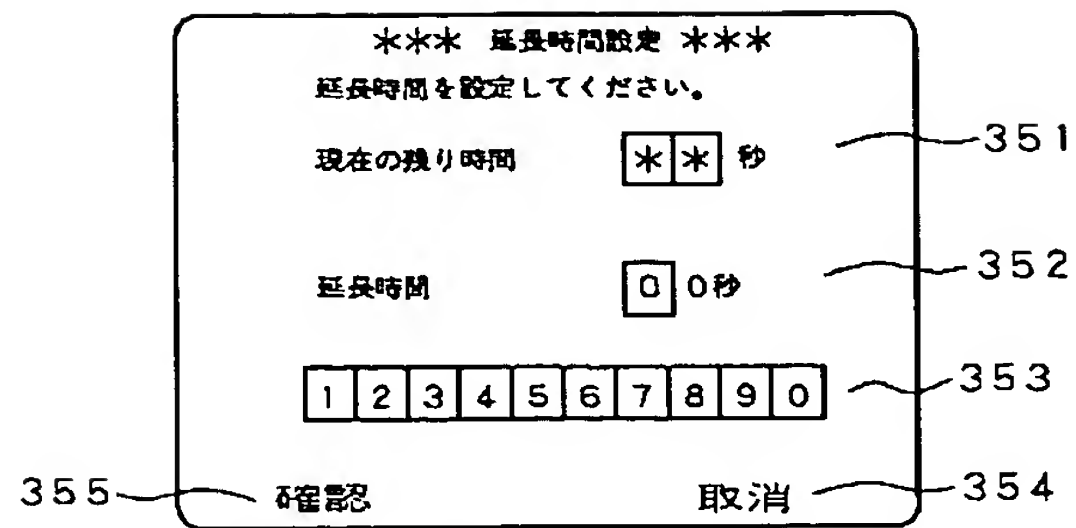 ＊＊＊ 延長時間設定 ＊＊＊
延長時間を設定してください。
現在の残り時間 ＊＊ 秒 351
延長時間 0 0秒 352
1 2 3 4 5 6 7 8 9 0 353
355 確認 取消 354